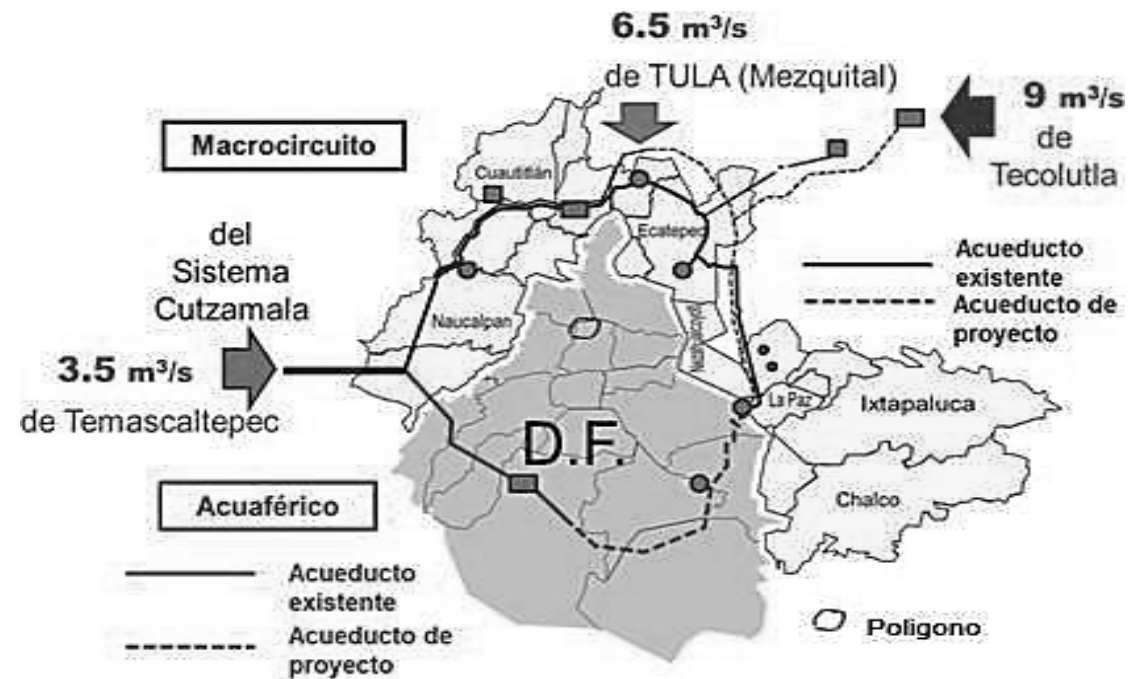 6.5 m³/s
de TULA (Mezquital)
9 m³/s
de
Tecolutla
Macrocircuito
Cuautitlán
del
Sistema
Cutzamala
Ecatepec
Acueducto
existente
Acueducto de
proyecto
Naucalpan
3.5 m³/s
de Temascaltepec
La Paz
Ixtapaluca
D.F.
Chalco
Acuaférico
Acueducto
existente
Acueducto de
proyecto
Poligono